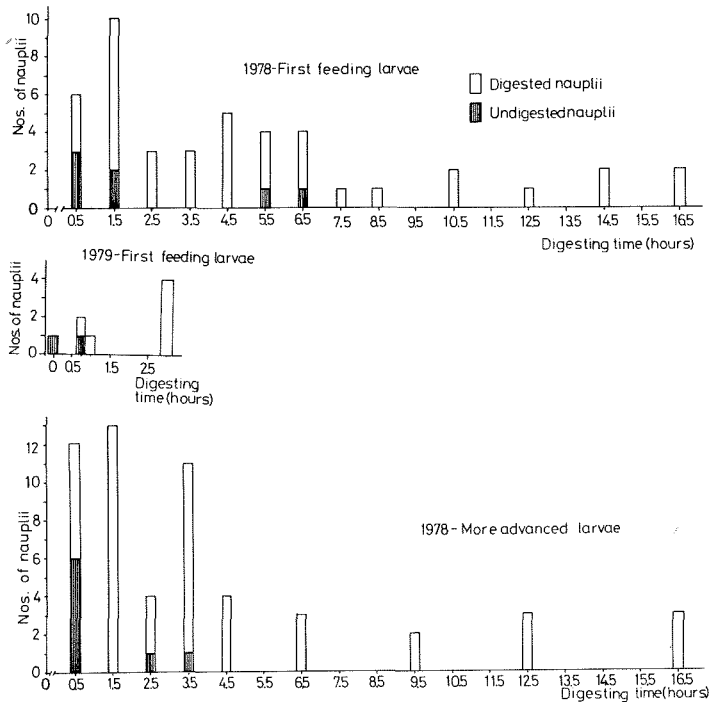 10
8
6
4
2
0
Nos. of nauplii
1978-First feeding larvae
Digested nauplii
Undigested nauplii
0 0.5 1.5 2.5 3.5 4.5 5.5 6.5 7.5 8.5 9.5 10.5 12.5 13.5 14.5 15.5 16.5
Digesting time (hours)
1979-First feeding larvae
4
2
0
Nos. of nauplii
0 0.5 1.5 2.5
Digesting
time (hours)
12
10
8
6
4
2
0
Nos. of nauplii
1978-More advanced larvae
0 0.5 1.5 2.5 3.5 4.5 5.5 6.5 7.5 8.5 9.5 10.5 12.5 12.5 13.5 14.5 15.5 16.5
Digesting time (hours)